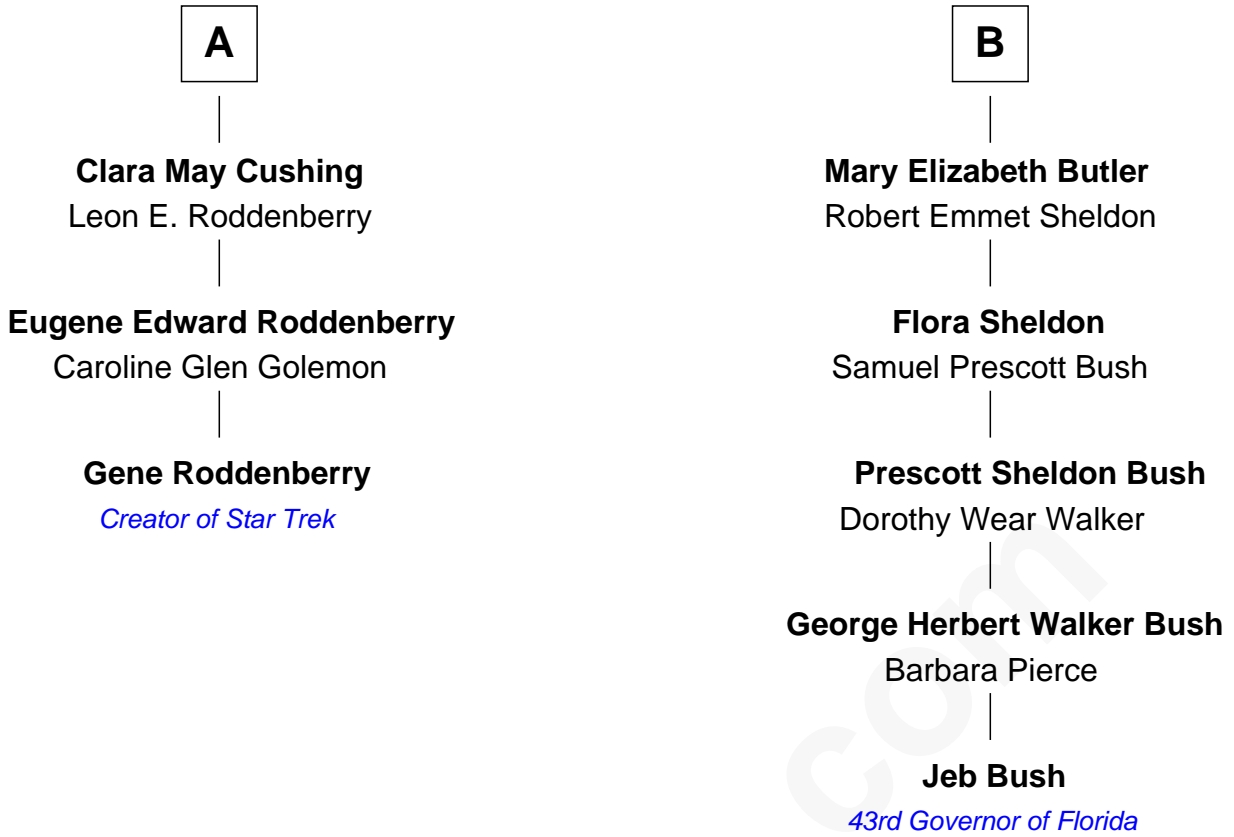 A
Clara May Cushing
Leon E. Roddenberry
Eugene Edward Roddenberry
Caroline Glen Golemon
Gene Roddenberry
Creator of Star Trek
B
Mary Elizabeth Butler
Robert Emmet Sheldon
Flora Sheldon
Samuel Prescott Bush
Prescott Sheldon Bush
Dorothy Wear Walker
George Herbert Walker Bush
Barbara Pierce
Jeb Bush
43rd Governor of Florida
com